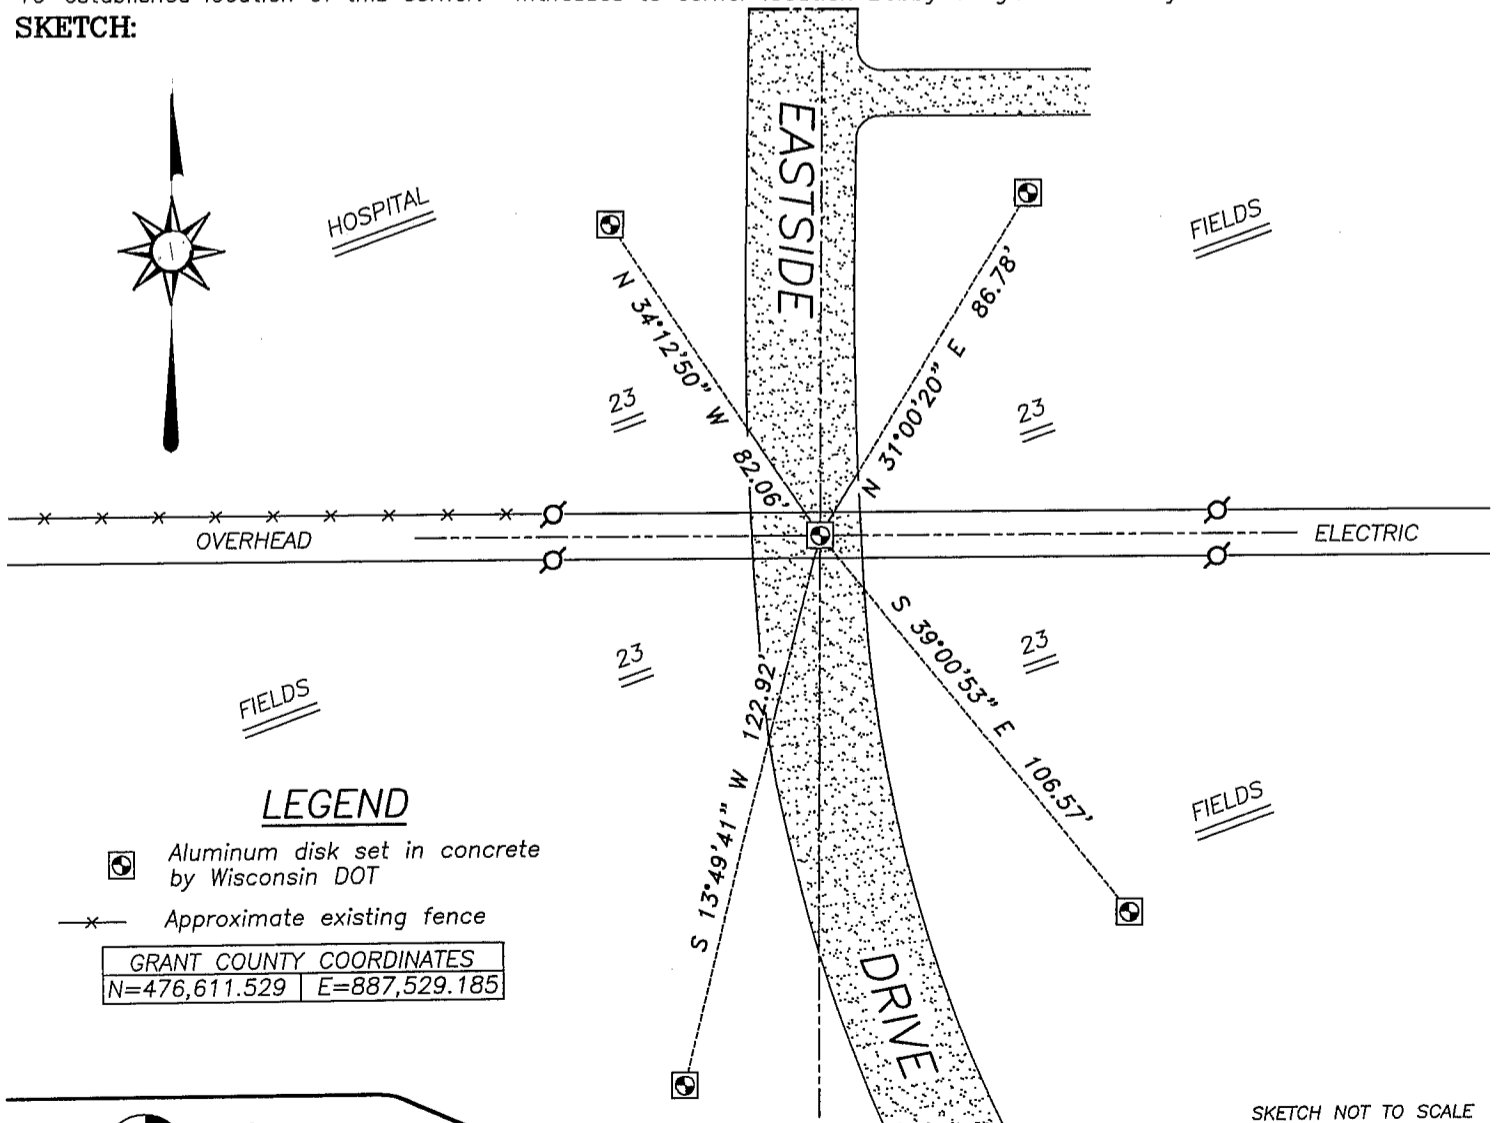 SKETCH:
HOSPITAL
EASTSIDE
FIELDS
N 34°12'50" W 82.06'
N 31°00'20" E 86.78'
23
23
OVERHEAD
ELECTRIC
23
23
S 39°00'53" E 106.57'
S 13°49'41" W 122.92'
FIELDS
FIELDS
LEGEND
Aluminum disk set in concrete
by Wisconsin DOT
Approximate existing fence
GRANT COUNTY COORDINATES
N=476,611.529 E=887,529.185
DRIVE
SKETCH NOT TO SCALE